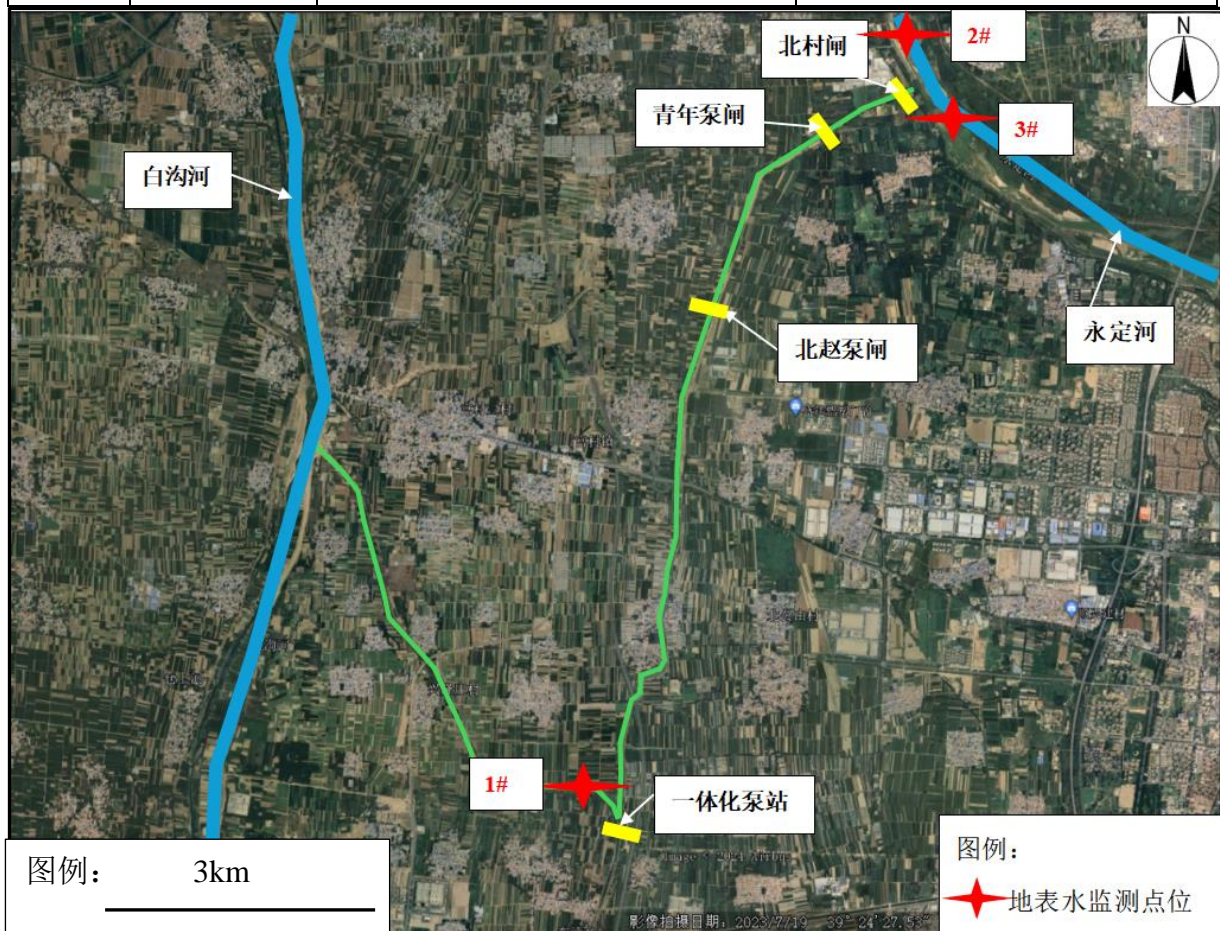 北村闸
2#
N
青年泵闸
3#
白沟河
永定河
北赵泵闸
1#
一体化泵站
图例：
3km
图例：
地表水监测点位
影像拍摄日期：2023/7/19 39°24'27.53"